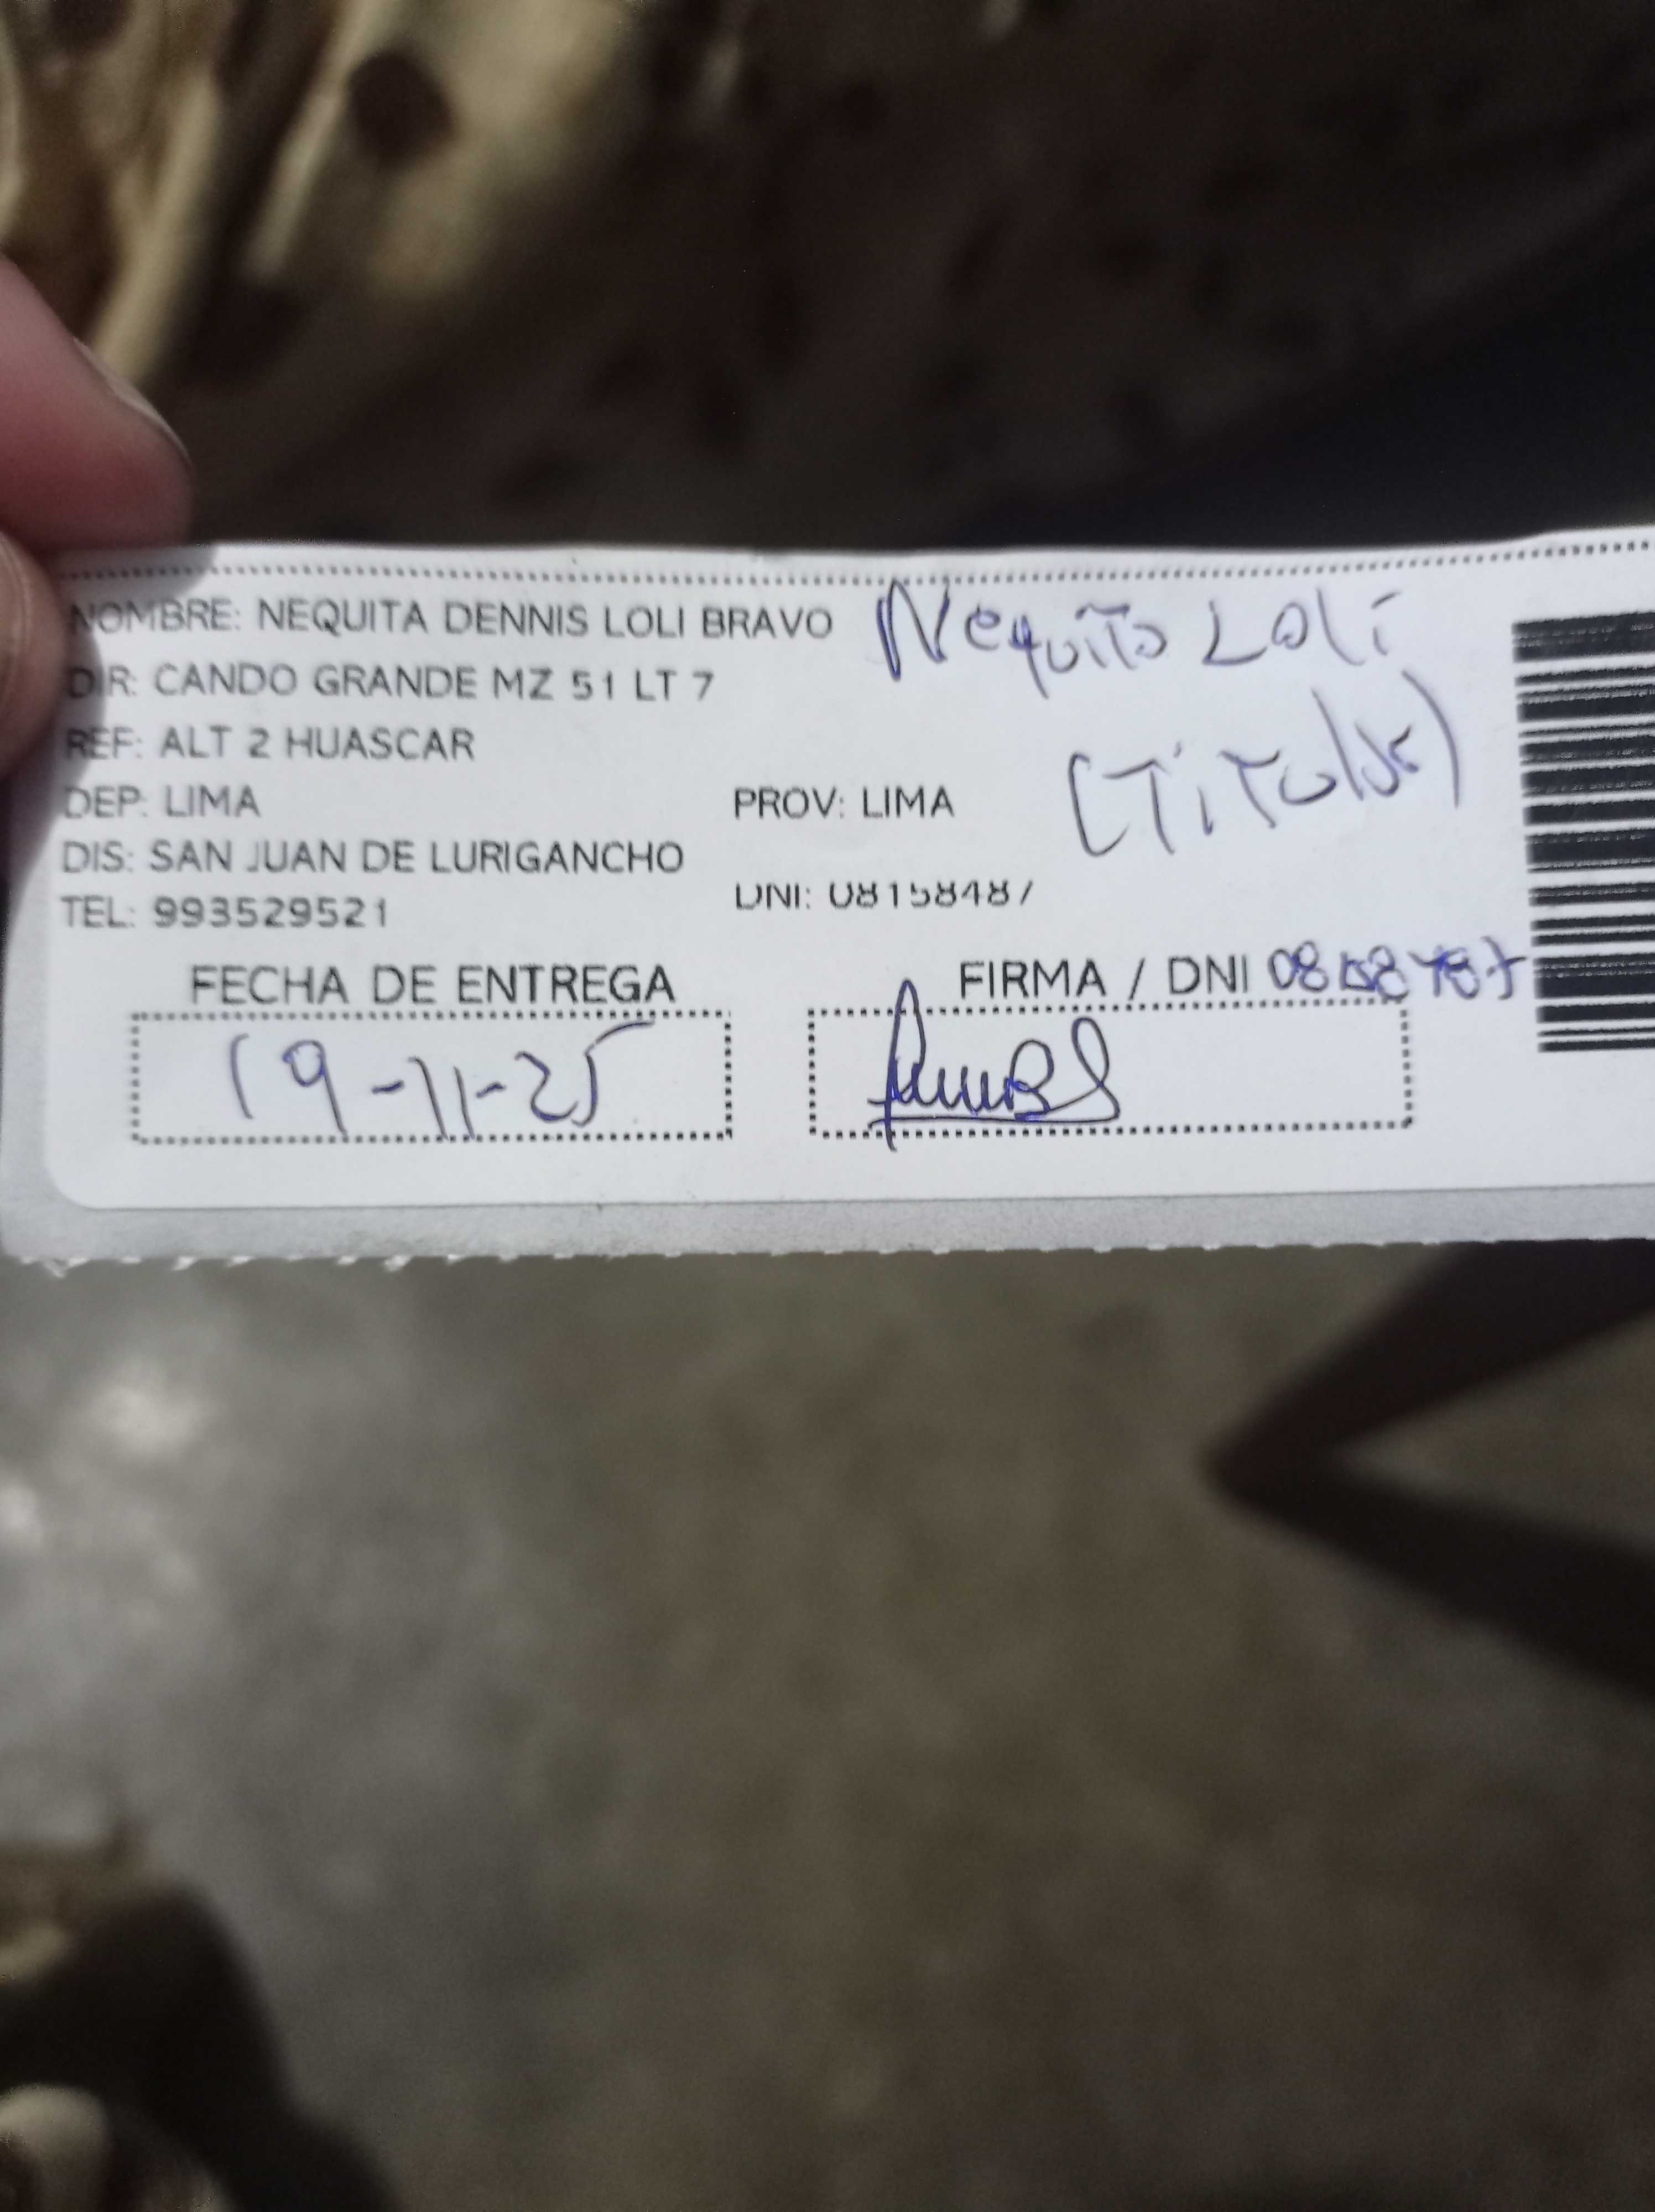 NOMBRE: NEQUITA DENNIS LOLI BRAVO Nequito Loli
DIR: CANDO GRANDE MZ 51 LT 7
(Titular)
REF: ALT 2 HUASCAR
DEP: LIMA PROV: LIMA
DIS: SAN JUAN DE LURIGANCHO
TEL: 993529521 DNI: 08158487
FECHA DE ENTREGA FIRMA / DNI 08158487
19-11-25